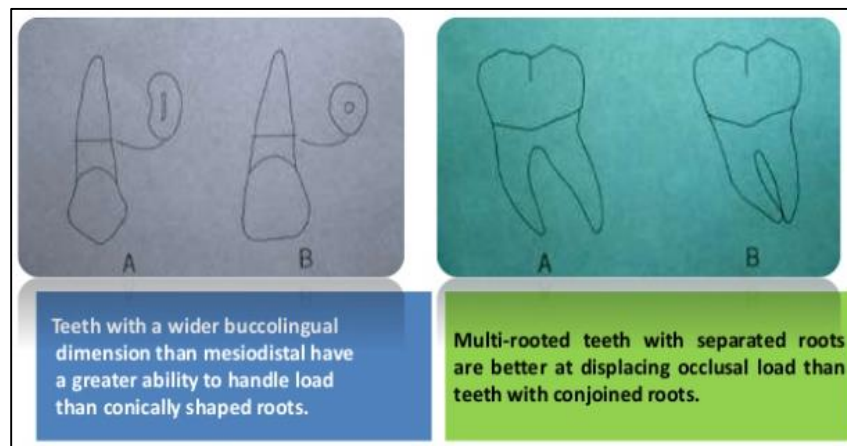 A
B
A
B
Teeth with a wider buccolingual
dimension than mesiodistal have
a greater ability to handle load
than conically shaped roots.
Multi-rooted teeth with separated roots
are better at displacing occlusal load than
teeth with conjoined roots.